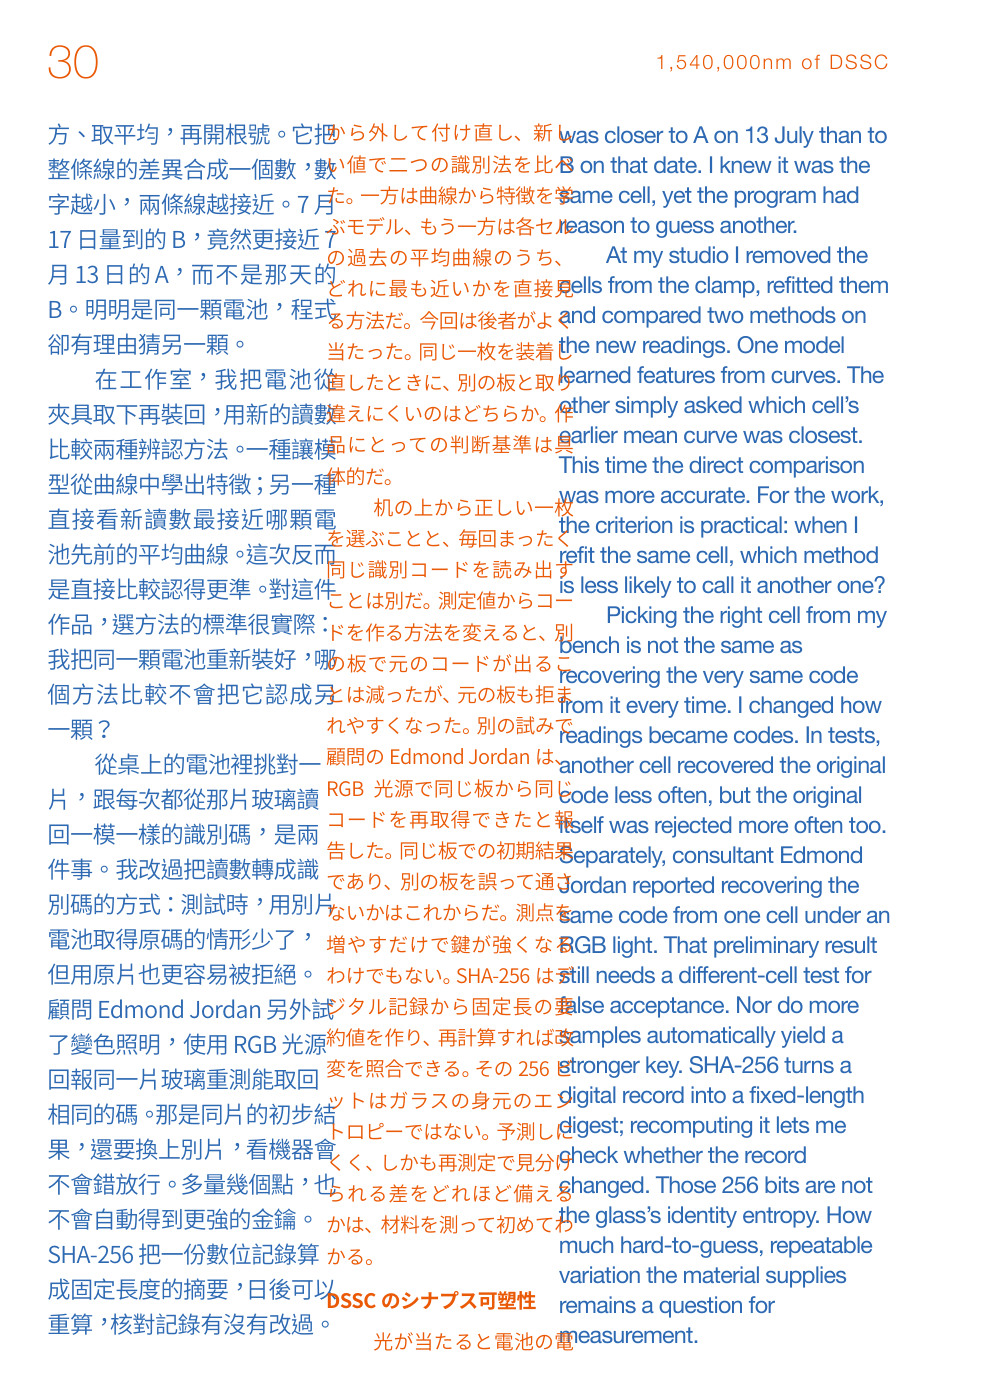 30
1,540,000nm of DSSC
方、取平均，再開根號。它把
整條線的差異合成一個數，數
字越小，兩條線越接近。7 月
17 日量到的 B，竟然更接近 7
月 13 日的 A，而不是那天的
B。明明是同一顆電池，程式
卻有理由猜另一顆。
在工作室，我把電池從
夾具取下再裝回，用新的讀數
比較兩種辨認方法。一種讓模
型從曲線中學出特徵；另一種
直接看新讀數最接近哪顆電
池先前的平均曲線。這次反而
是直接比較認得更準。對這件
作品，選方法的標準很實際：
我把同一顆電池重新裝好，哪
個方法比較不會把它認成另
一顆？
從桌上的電池裡挑對一
片，跟每次都從那片玻璃讀
回一模一樣的識別碼，是兩
件事。我改過把讀數轉成識
別碼的方式：測試時，用別片
電池取得原碼的情形少了，
但用原片也更容易被拒絕。
顧問 Edmond Jordan 另外試
了變色照明，使用 RGB 光源
回報同一片玻璃重測能取回
相同的碼。那是同片的初步結
果，還要換上別片，看機器會
不會錯放行。多量幾個點，也
不會自動得到更強的金鑰。
SHA-256 把一份數位記錄算
成固定長度的摘要，日後可以
重算，核對記錄有沒有改過。
から外して付け直し、新し
い値で二つの識別法を比べ
た。一方は曲線から特徴を学
ぶモデル、もう一方は各セル
の過去の平均曲線のうち、
どれに最も近いかを直接見
る方法だ。今回は後者がよく
当たった。同じ一枚を装着し
直したときに、別の板と取り
違えにくいのはどちらか。作
品にとっての判断基準は具
体的だ。
机の上から正しい一枚
を選ぶことと、毎回まったく
同じ識別コードを読み出す
ことは別だ。測定値からコー
ドを作る方法を変えると、別
の板で元のコードが出るこ
とは減ったが、元の板も拒ま
れやすくなった。別の試みで
顧問の Edmond Jordan は、
RGB 光源で同じ板から同じ
コードを再取得できたと報
告した。同じ板での初期結果
であり、別の板を誤って通さ
ないかはこれからだ。測点を
増やすだけで鍵が強くなる
わけでもない。SHA-256 はデ
ジタル記録から固定長の要
約値を作り、再計算すれば改
変を照合できる。その 256 ビ
ットはガラスの身元のエン
トロピーではない。予測しに
くく、しかも再測定で見分け
られる差をどれほど備える
かは、材料を測って初めてわ
かる。
DSSC のシナプス可塑性
光が当たると電池の電
was closer to A on 13 July than to
B on that date. I knew it was the
same cell, yet the program had
reason to guess another.
At my studio I removed the
cells from the clamp, refitted them
and compared two methods on
the new readings. One model
learned features from curves. The
other simply asked which cell’s
earlier mean curve was closest.
This time the direct comparison
was more accurate. For the work,
the criterion is practical: when I
refit the same cell, which method
is less likely to call it another one?
Picking the right cell from my
bench is not the same as
recovering the very same code
from it every time. I changed how
readings became codes. In tests,
another cell recovered the original
code less often, but the original
itself was rejected more often too.
Separately, consultant Edmond
Jordan reported recovering the
same code from one cell under an
RGB light. That preliminary result
still needs a different-cell test for
false acceptance. Nor do more
samples automatically yield a
stronger key. SHA-256 turns a
digital record into a fixed-length
digest; recomputing it lets me
check whether the record
changed. Those 256 bits are not
the glass’s identity entropy. How
much hard-to-guess, repeatable
variation the material supplies
remains a question for
measurement.